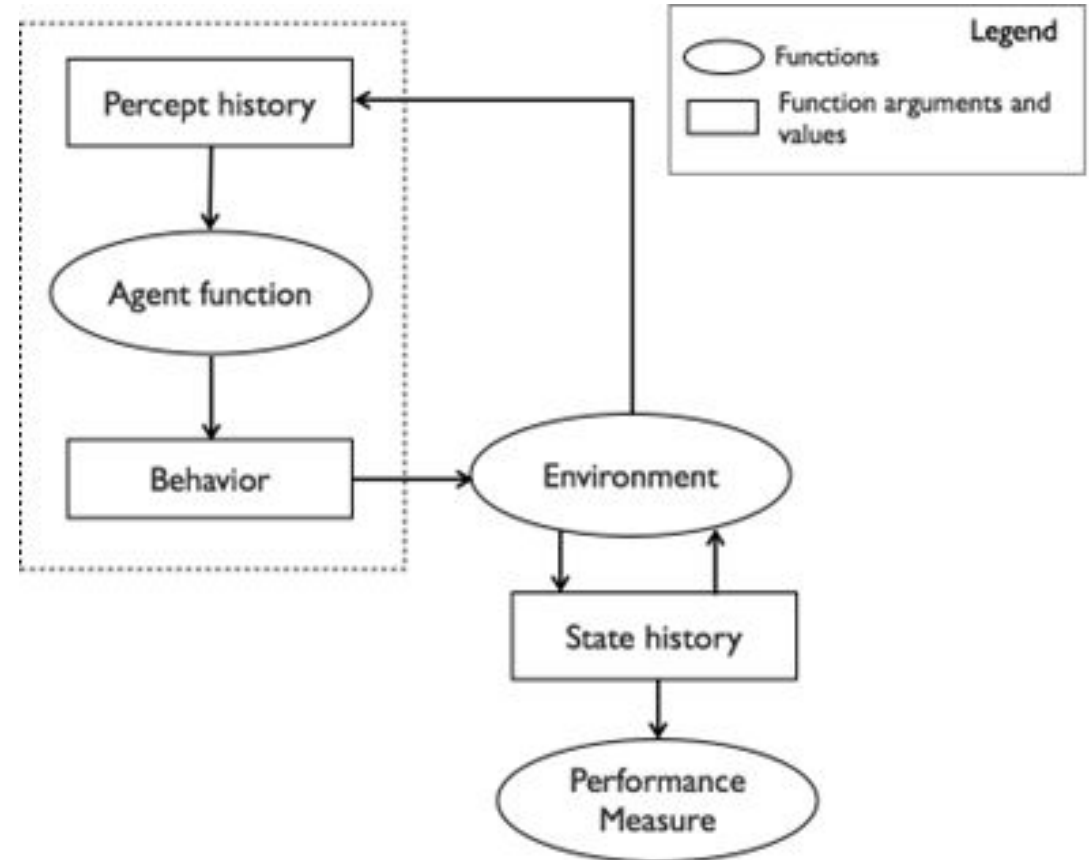 Legend
Functions
Function arguments and
values
Percept history
Agent function
Behavior
Environment
State history
Performance
Measure